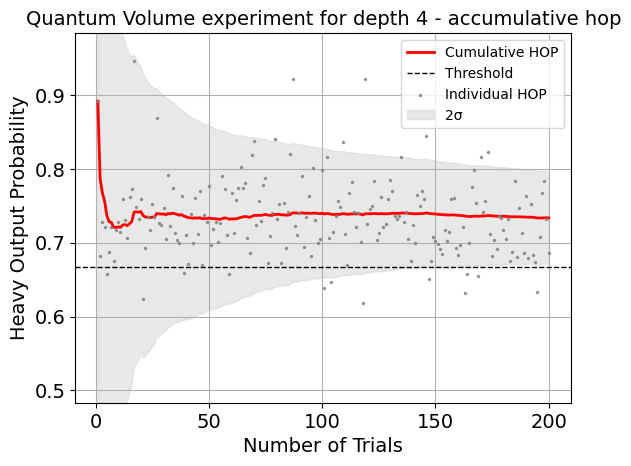 Quantum Volume experiment for depth 4 - accumulative hop
Cumulative HOP
Threshold
Individual HOP
2σ
Heavy Output Probability
0.9
0.8
0.7
0.6
0.5
0
50
100
150
200
Number of Trials